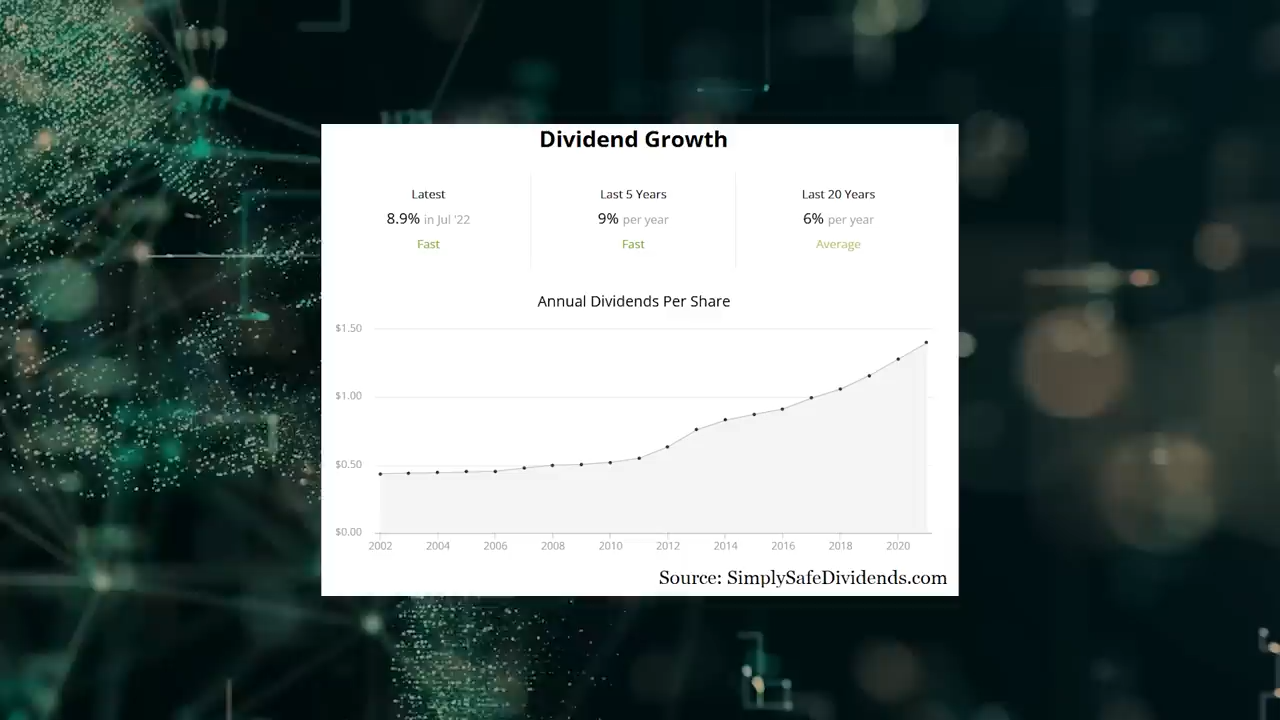 Dividend Growth
Latest
Last 5 Years
Last 20 Years
8.9% in Jul '22
9% per year
6% per year
Fast
Fast
Average
Annual Dividends Per Share
$1.50
$1.00
$0.50
$0.00
2002 2004 2006 2008 2010 2012 2014 2016 2018 2020
Source: SimplySafeDividends.com